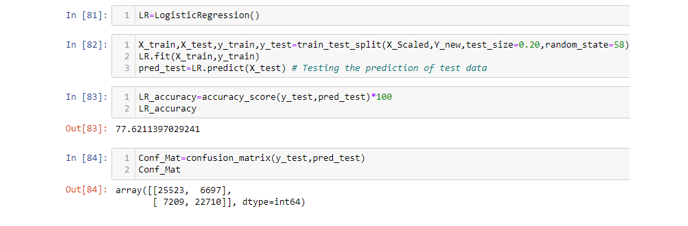 In [81]: 1 LR=LogisticRegression()
In [82]: 1 X_train,X_test,y_train,y_test=train_test_split(X_Scaled,Y_new,test_size=0.20,random_state=58)
2 LR.fit(X_train,y_train)
3 pred_test=LR.predict(X_test) # Testing the prediction of test data
In [83]: 1 LR_accuracy=accuracy_score(y_test,pred_test)*100
2 LR_accuracy
Out[83]: 77.6211397029241
In [84]: 1 Conf_Mat=confusion_matrix(y_test,pred_test)
2 Conf_Mat
Out[84]: array([[25523, 6697],
[ 7209, 22710]], dtype=int64)